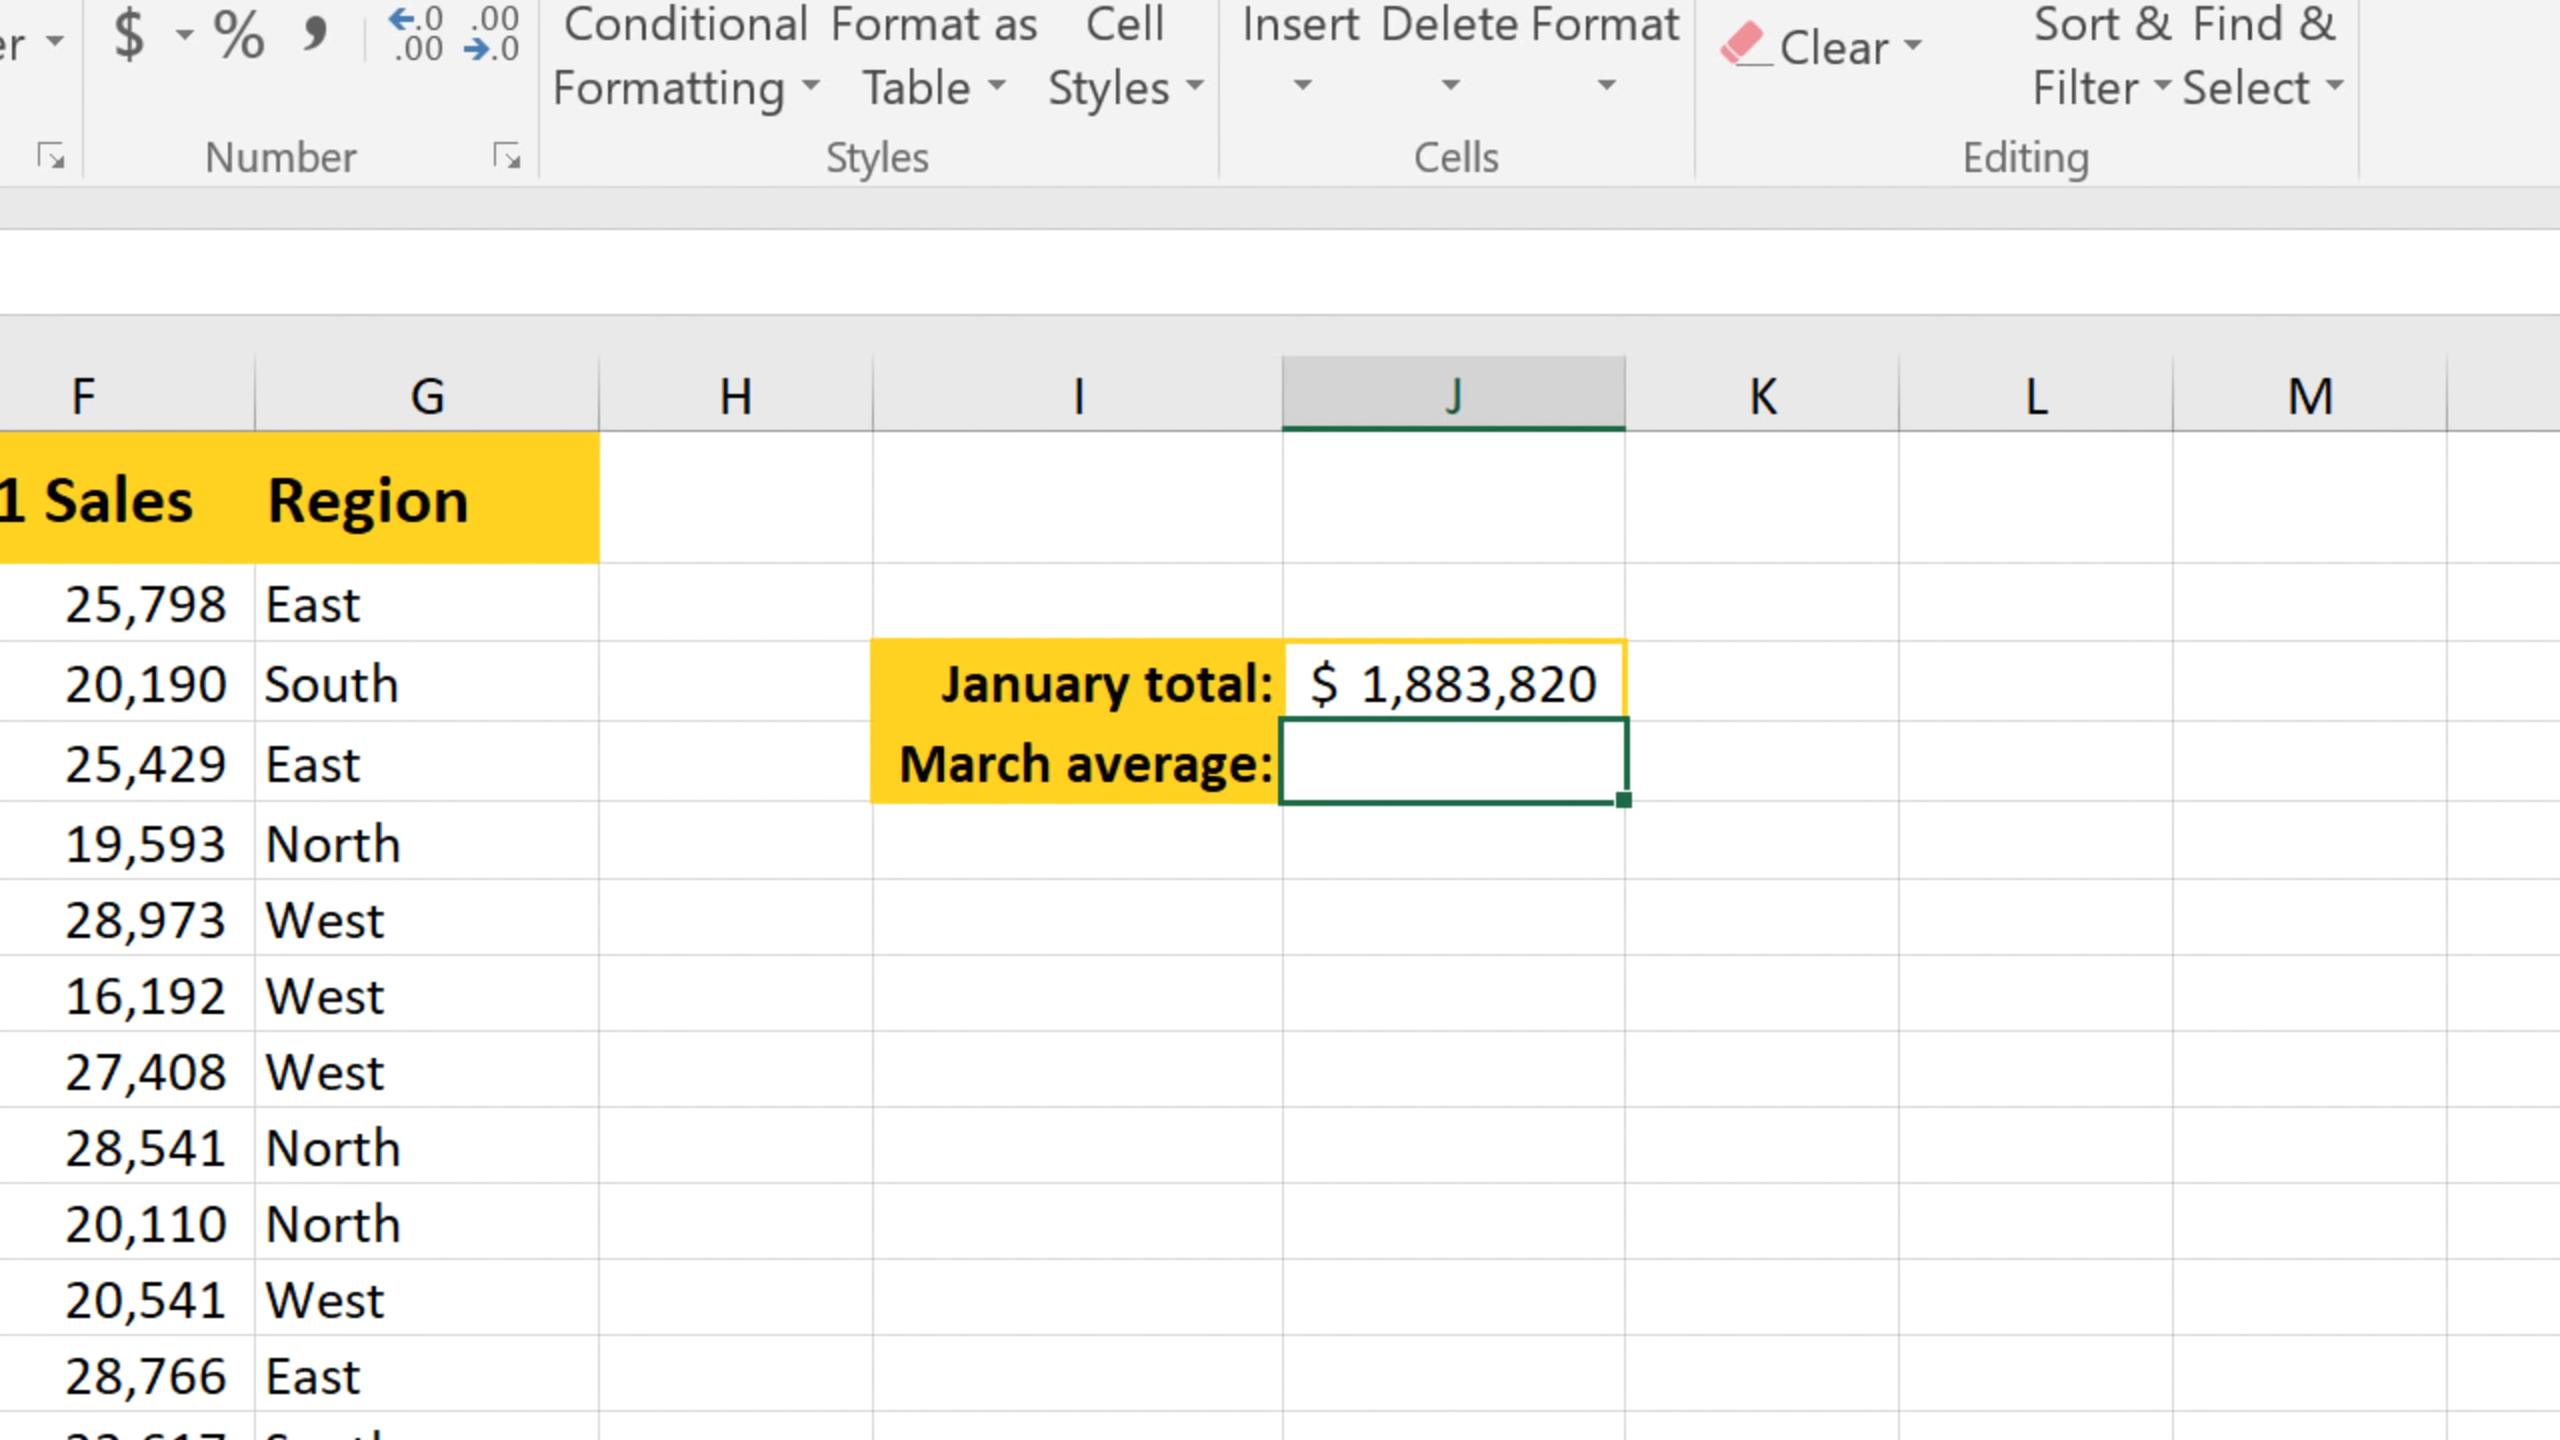 er $ % , .0 .00 .00 .0
Conditional Formatting
Format as Table
Cell Styles
Insert Delete Format
Clear
Sort & Filter
Find & Select
Number Styles Cells Editing
F G H I J K L M
1 Sales Region
25,798 East
20,190 South January total: $ 1,883,820
25,429 East March average:
19,593 North
28,973 West
16,192 West
27,408 West
28,541 North
20,110 North
20,541 West
28,766 East